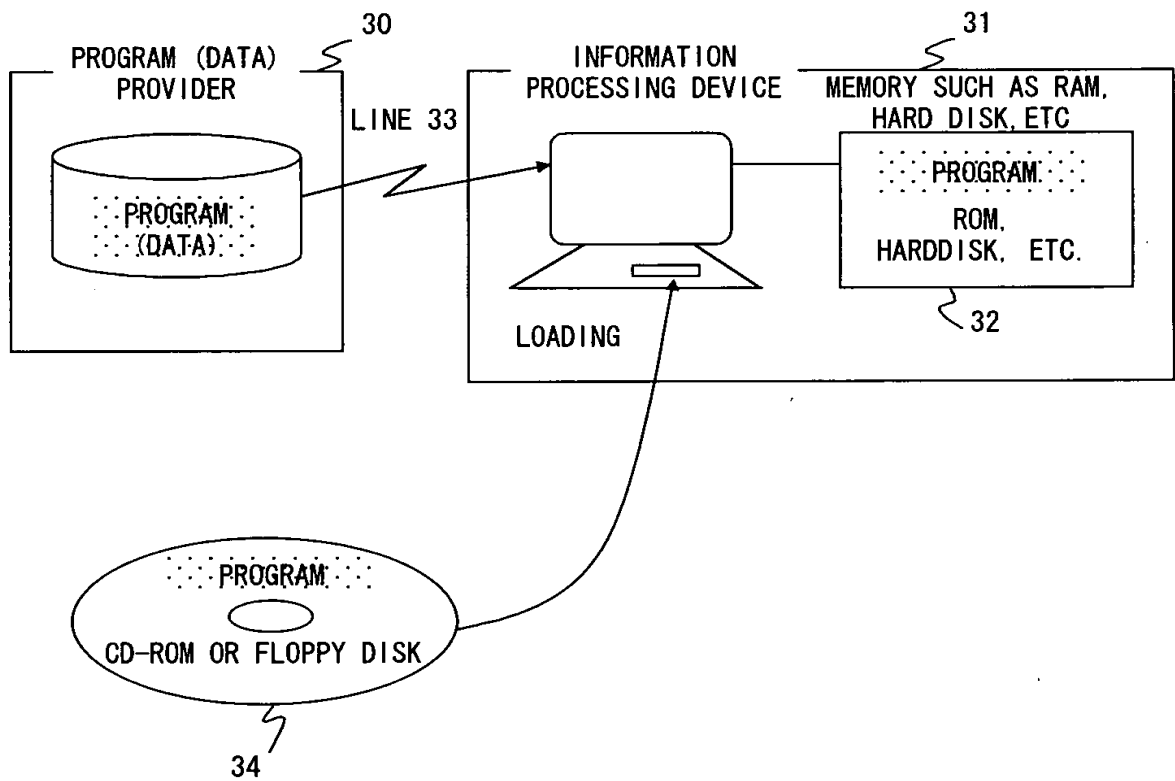 30
PROGRAM (DATA)
PROVIDER
PROGRAM
(DATA)
LINE 33
31
INFORMATION
PROCESSING DEVICE
MEMORY SUCH AS RAM,
HARD DISK, ETC
PROGRAM
ROM,
HARDDISK, ETC.
32
LOADING
PROGRAM
CD-ROM OR FLOPPY DISK
34